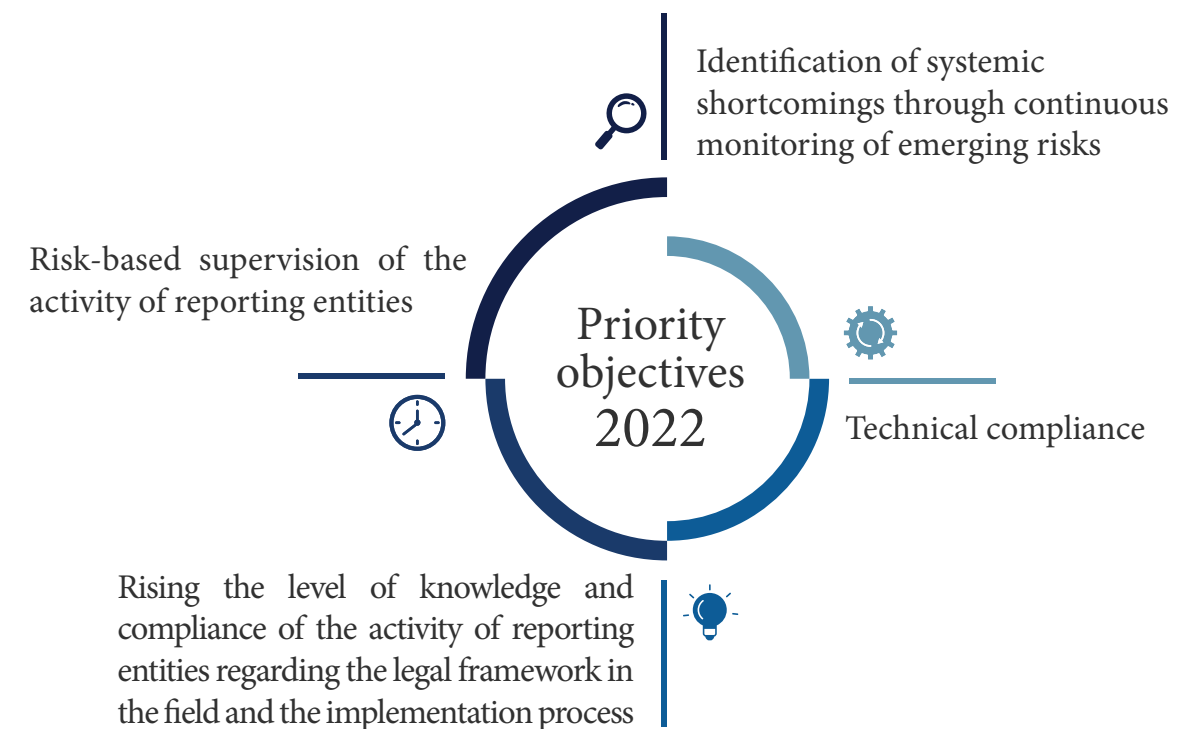 Identification of systemic
shortcomings through continuous
monitoring of emerging risks
Risk-based supervision of the
activity of reporting entities
Priority
objectives
2022
Technical compliance
Rising the level of knowledge and
compliance of the activity of reporting
entities regarding the legal framework in
the field and the implementation process